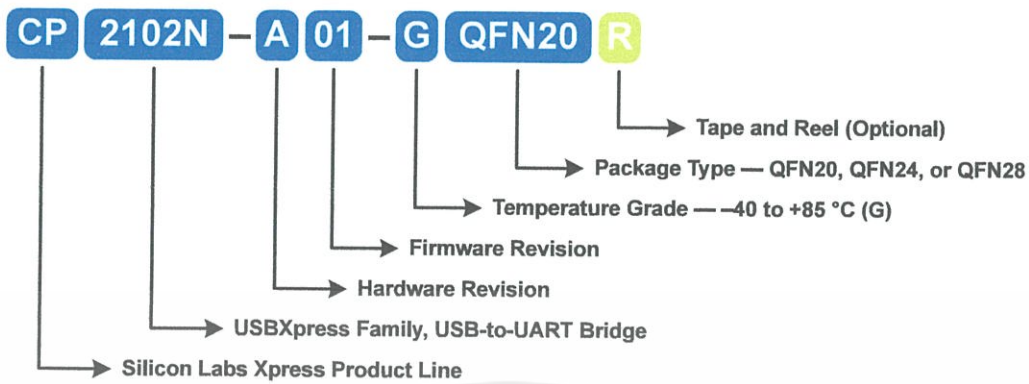 CP 2102N – A 01 – G QFN20 R
Tape and Reel (Optional)
Package Type — QFN20, QFN24, or QFN28
Temperature Grade — –40 to +85 °C (G)
Firmware Revision
Hardware Revision
USBXpress Family, USB-to-UART Bridge
Silicon Labs Xpress Product Line